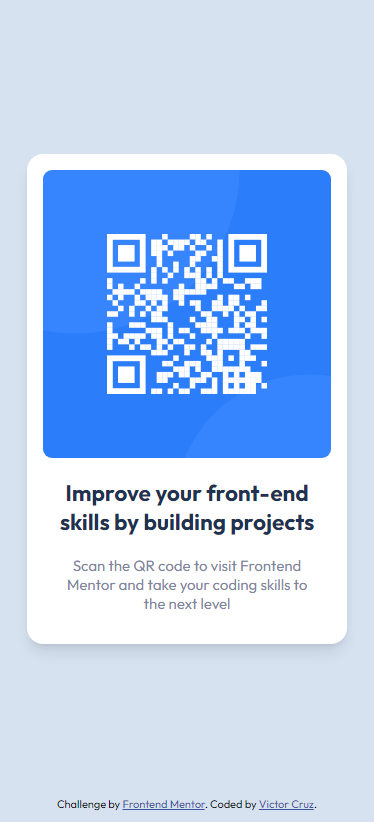 Improve your front-end
skills by building projects
Scan the QR code to visit Frontend
Mentor and take your coding skills to
the next level
Challenge by Frontend Mentor. Coded by Victor Cruz.